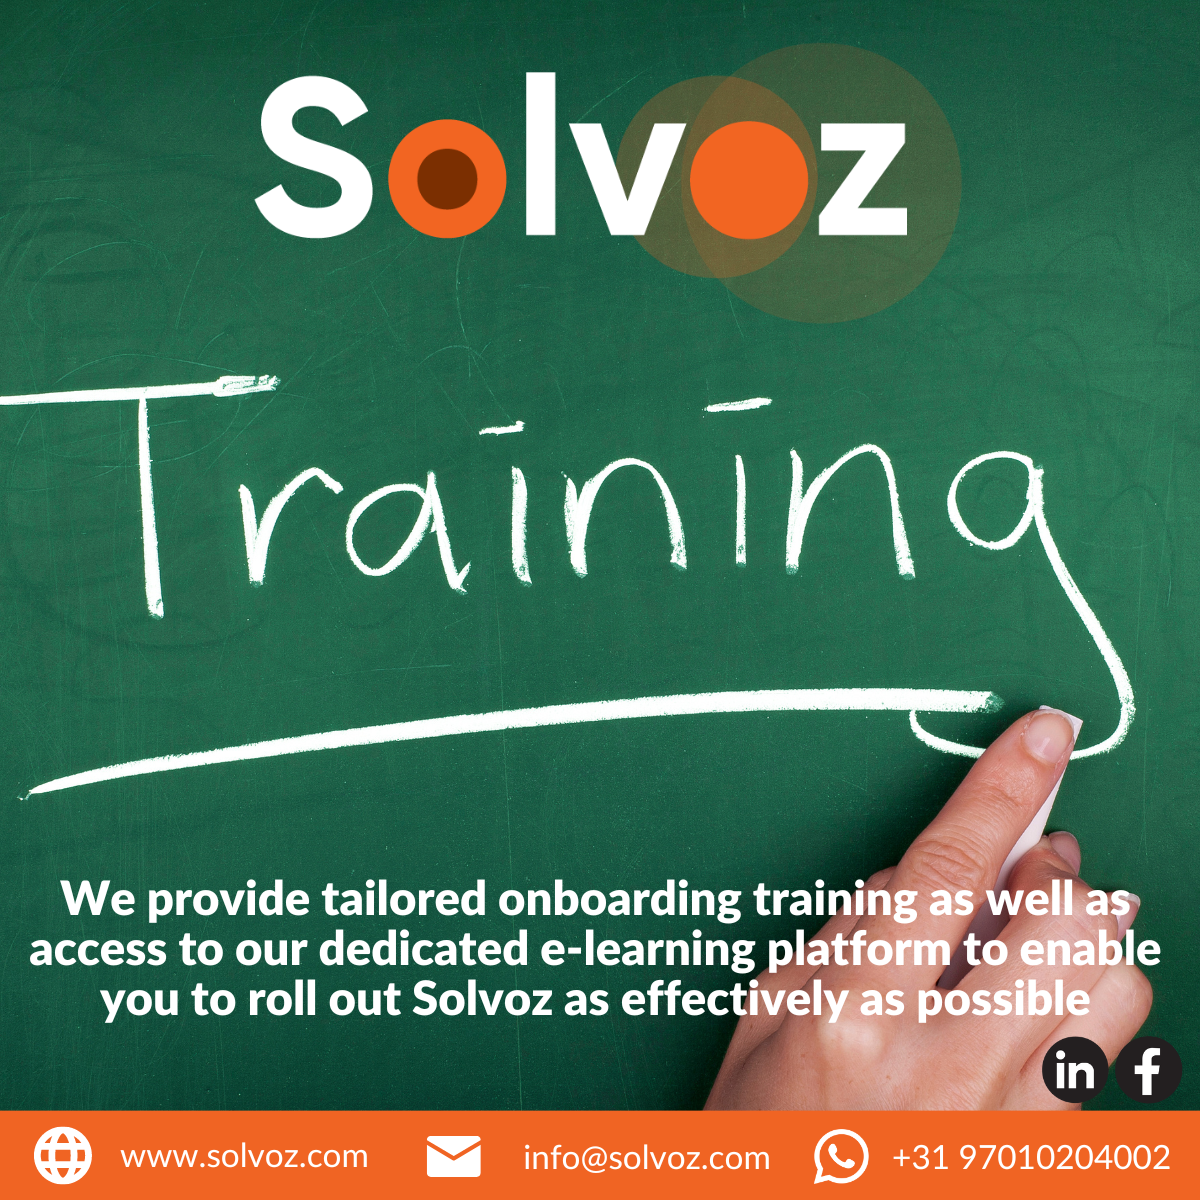 Solvoz
Training
We provide tailored onboarding training as well as
access to our dedicated e-learning platform to enable
you to roll out Solvoz as effectively as possible
in f
www.solvoz.com info@solvoz.com +31 97010204002